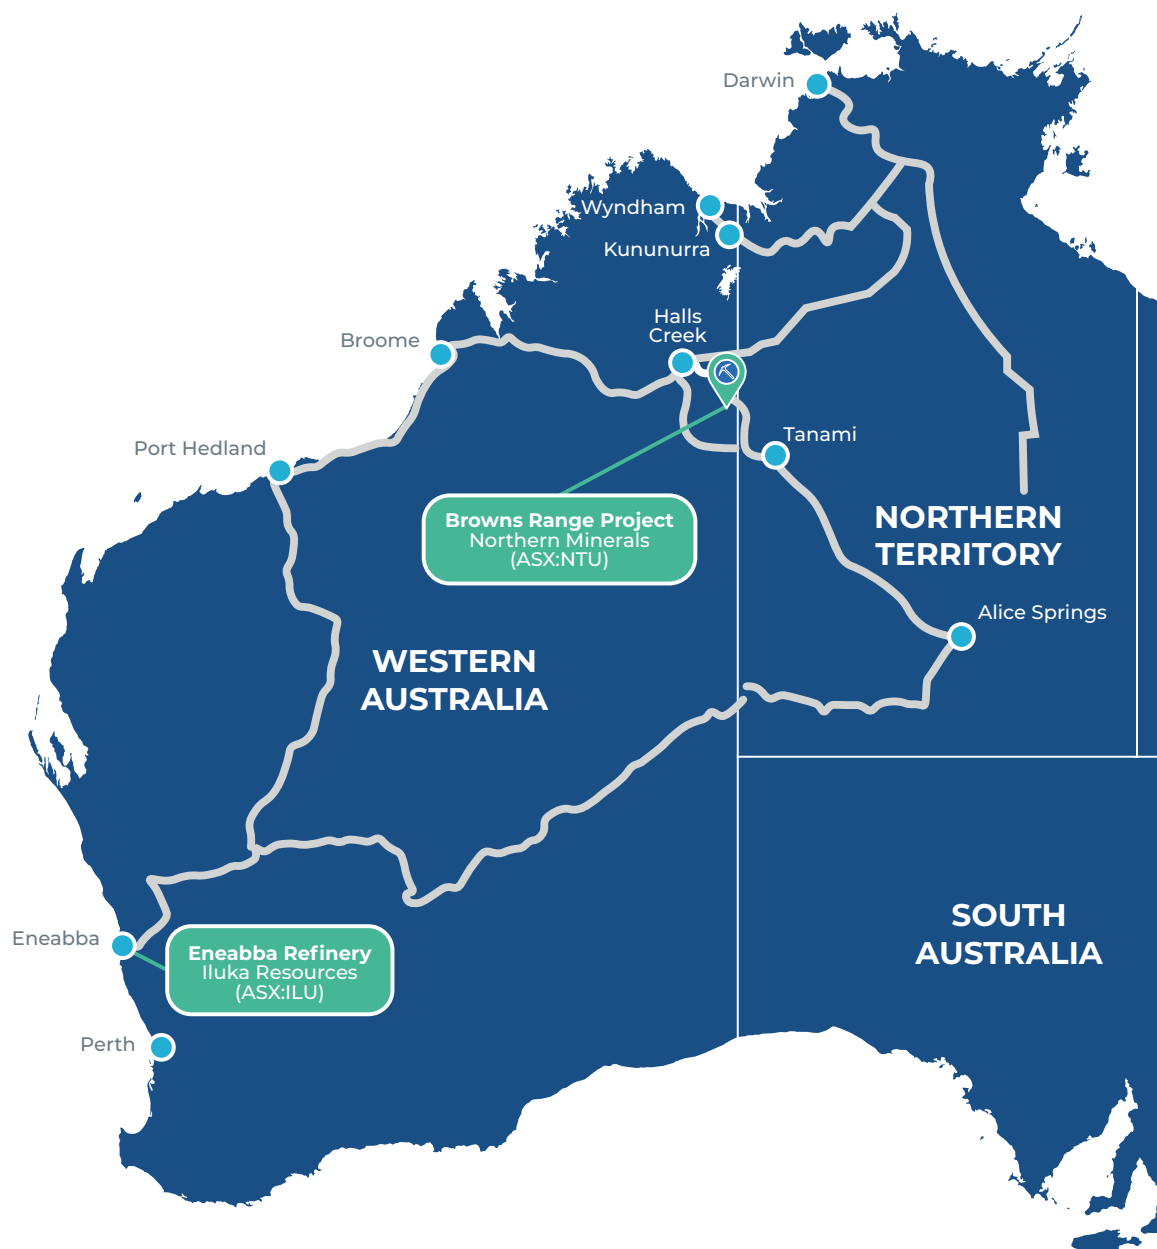 Darwin
Wyndham
Kununurra
Halls
Creek
Broome
Tanami
Port Hedland
Browns Range Project
Northern Minerals
(ASX:NTU)
NORTHERN
TERRITORY
Alice Springs
WESTERN
AUSTRALIA
SOUTH
AUSTRALIA
Eneabba
Eneabba Refinery
Iluka Resources
(ASX:ILU)
Perth